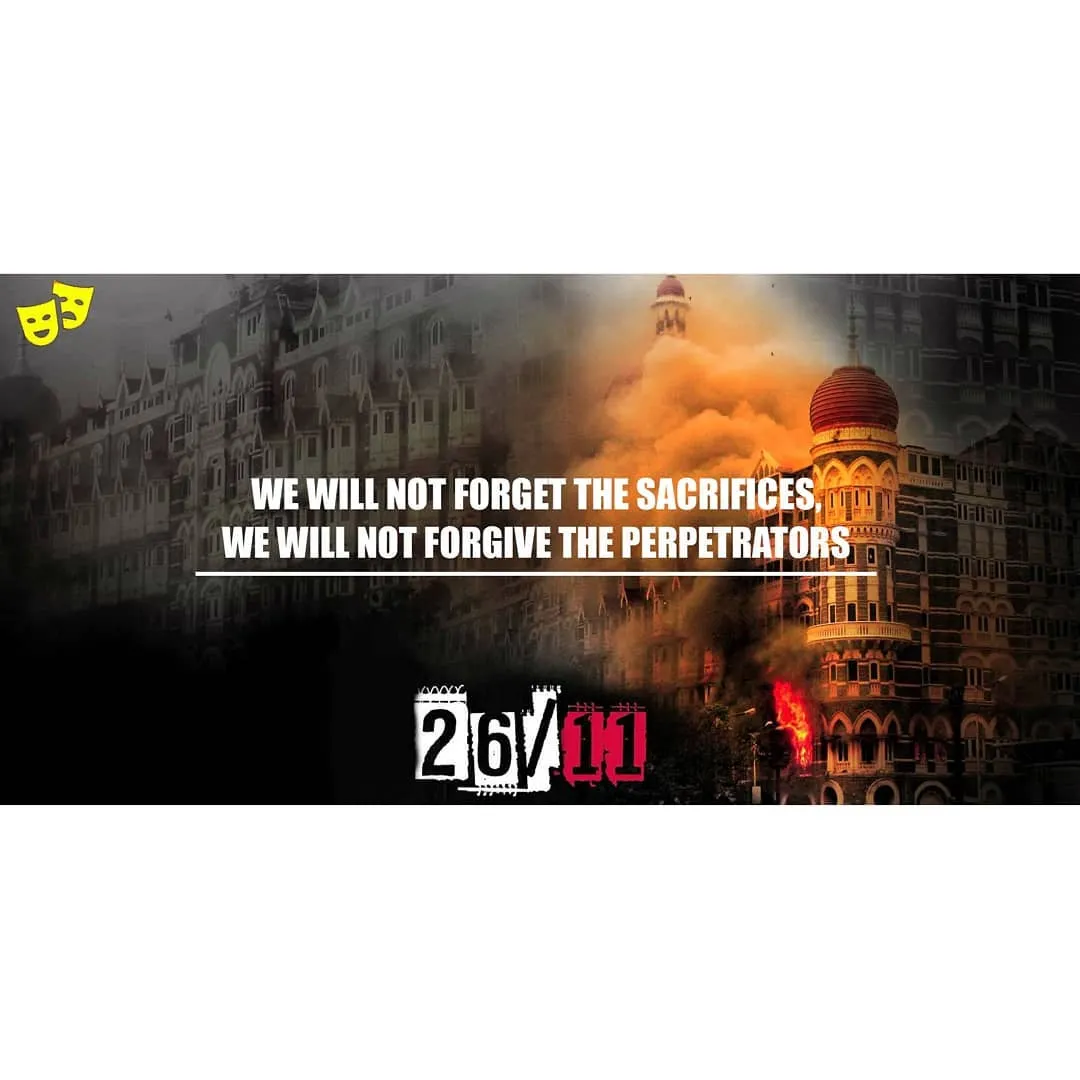 WE WILL NOT FORGET THE SACRIFICES,
WE WILL NOT FORGIVE THE PERPETRATORS
26/11